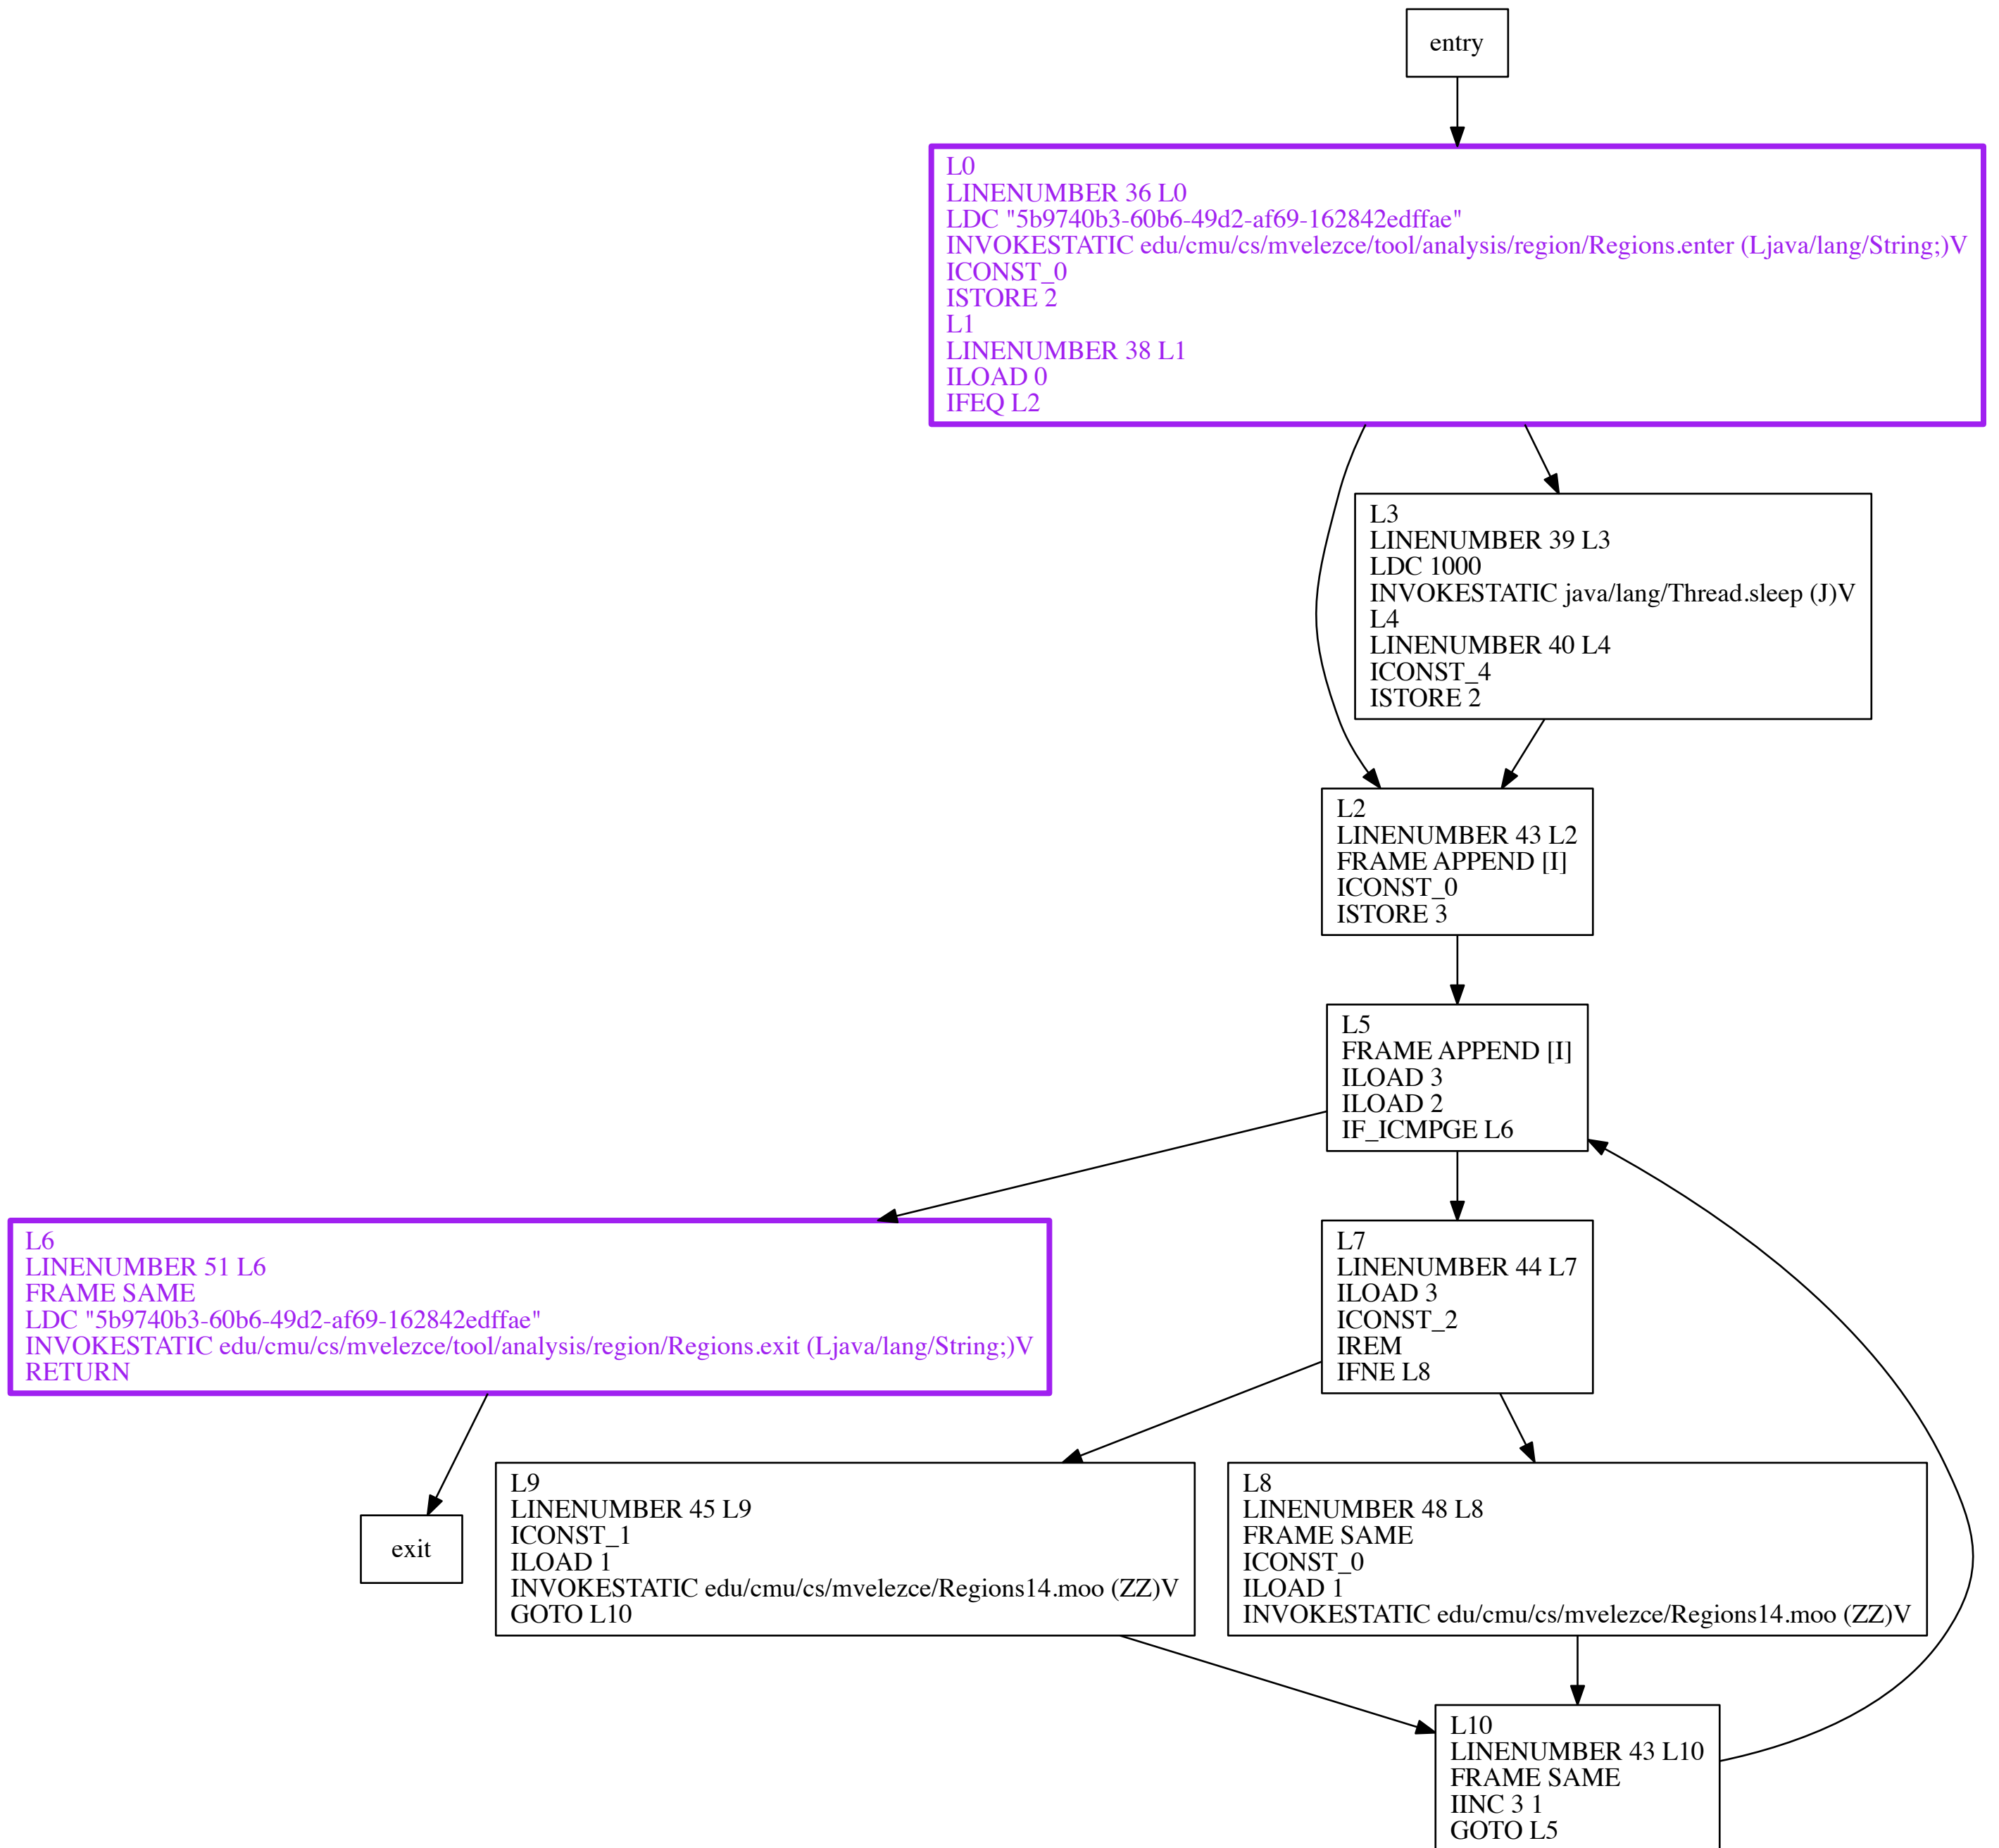 entry
L0
LINENUMBER 36 L0
LDC "5b9740b3-60b6-49d2-af69-162842edffae"
INVOKESTATIC edu/cmu/cs/mvelezce/tool/analysis/region/Regions.enter (Ljava/lang/String;)V
ICONST_0
ISTORE 2
L1
LINENUMBER 38 L1
ILOAD 0
IFEQ L2
L3
LINENUMBER 39 L3
LDC 1000
INVOKESTATIC java/lang/Thread.sleep (J)V
L4
LINENUMBER 40 L4
ICONST_4
ISTORE 2
L2
LINENUMBER 43 L2
FRAME APPEND [I]
ICONST_0
ISTORE 3
L5
FRAME APPEND [I]
ILOAD 3
ILOAD 2
IF_ICMPGE L6
L6
LINENUMBER 51 L6
FRAME SAME
LDC "5b9740b3-60b6-49d2-af69-162842edffae"
INVOKESTATIC edu/cmu/cs/mvelezce/tool/analysis/region/Regions.exit (Ljava/lang/String;)V
RETURN
L7
LINENUMBER 44 L7
ILOAD 3
ICONST_2
IREM
IFNE L8
exit
L9
LINENUMBER 45 L9
ICONST_1
ILOAD 1
INVOKESTATIC edu/cmu/cs/mvelezce/Regions14.moo (ZZ)V
GOTO L10
L8
LINENUMBER 48 L8
FRAME SAME
ICONST_0
ILOAD 1
INVOKESTATIC edu/cmu/cs/mvelezce/Regions14.moo (ZZ)V
L10
LINENUMBER 43 L10
FRAME SAME
IINC 3 1
GOTO L5